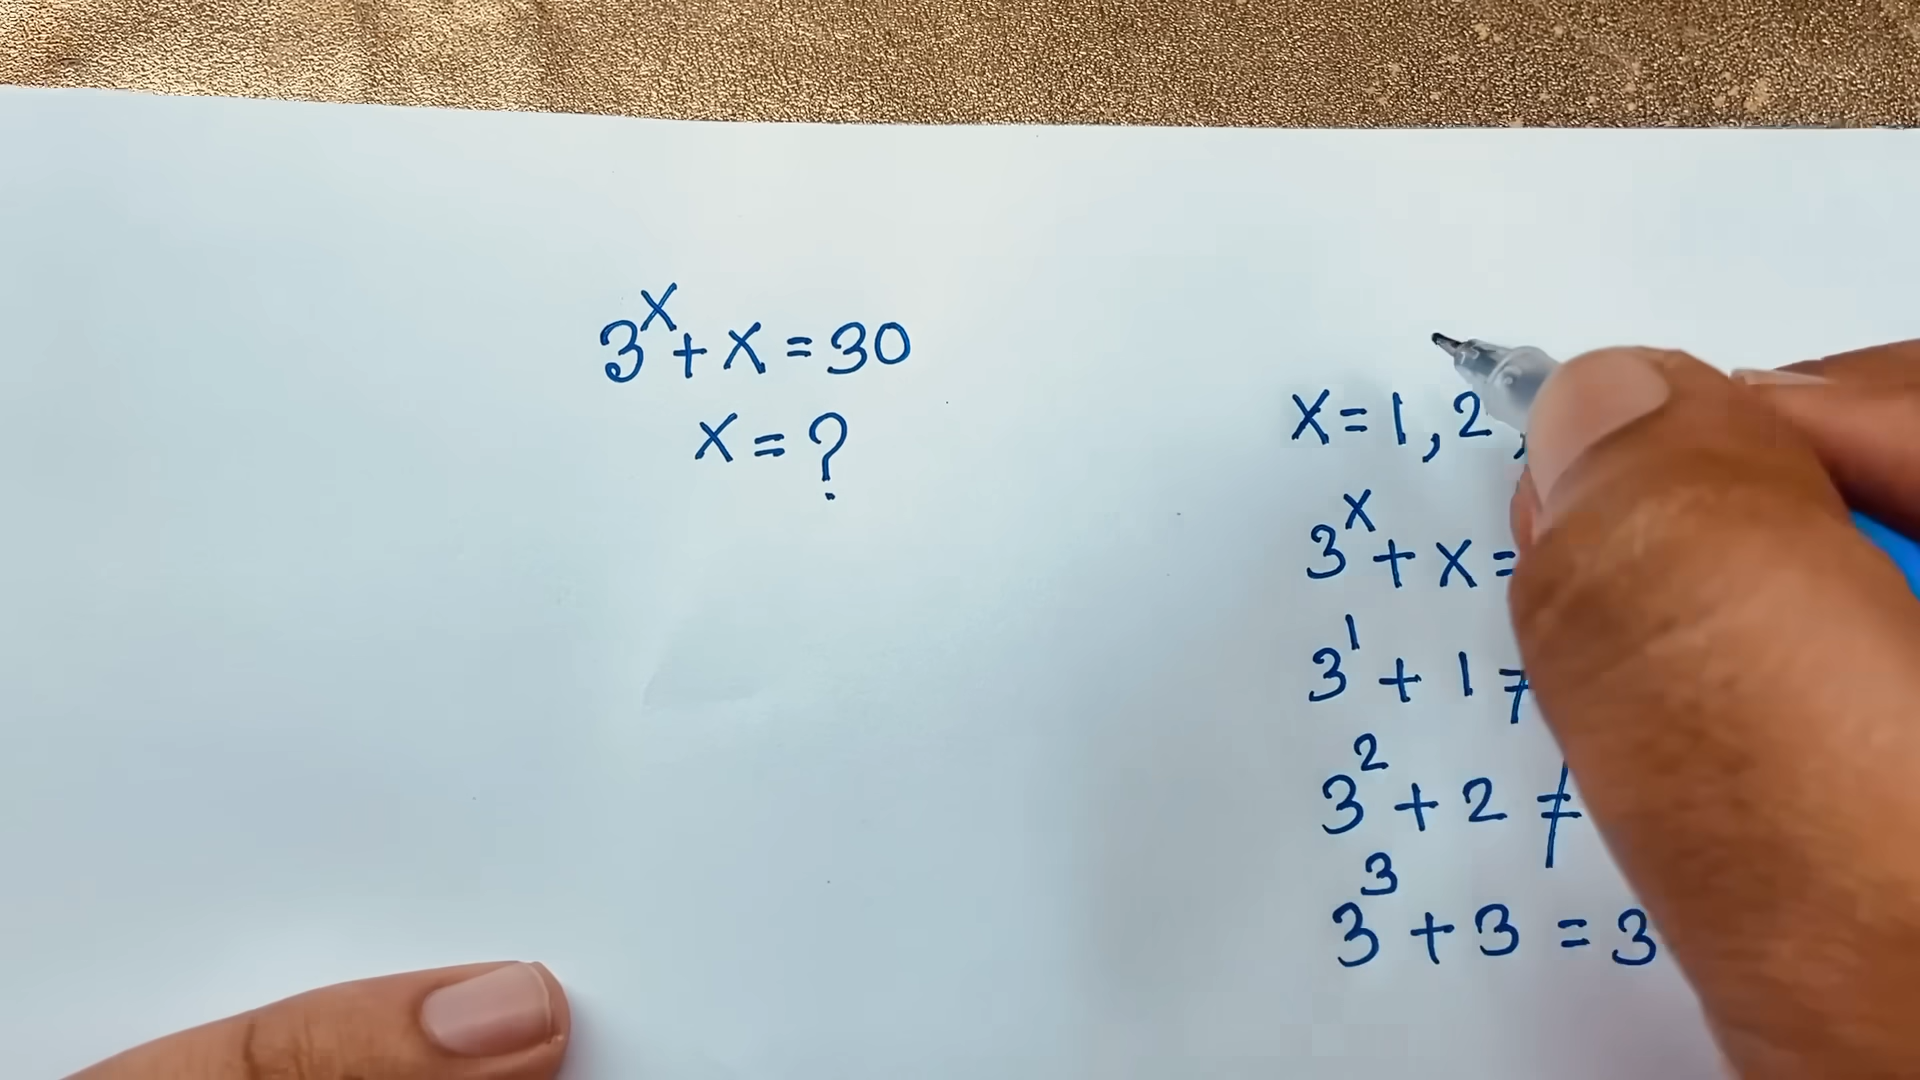 3^x + x = 30
x = ?
x = 1, 2,
3^x + x =
3^1 + 1 ≠
3^2 + 2 ≠
3^3 + 3 = 3